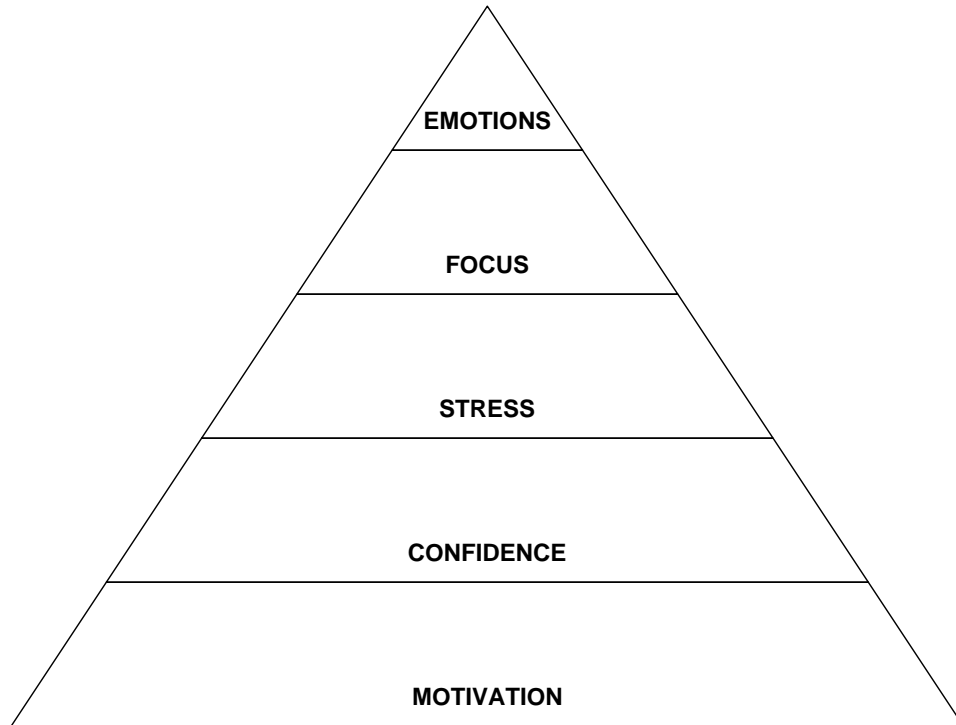 EMOTIONS
FOCUS
STRESS
CONFIDENCE
MOTIVATION